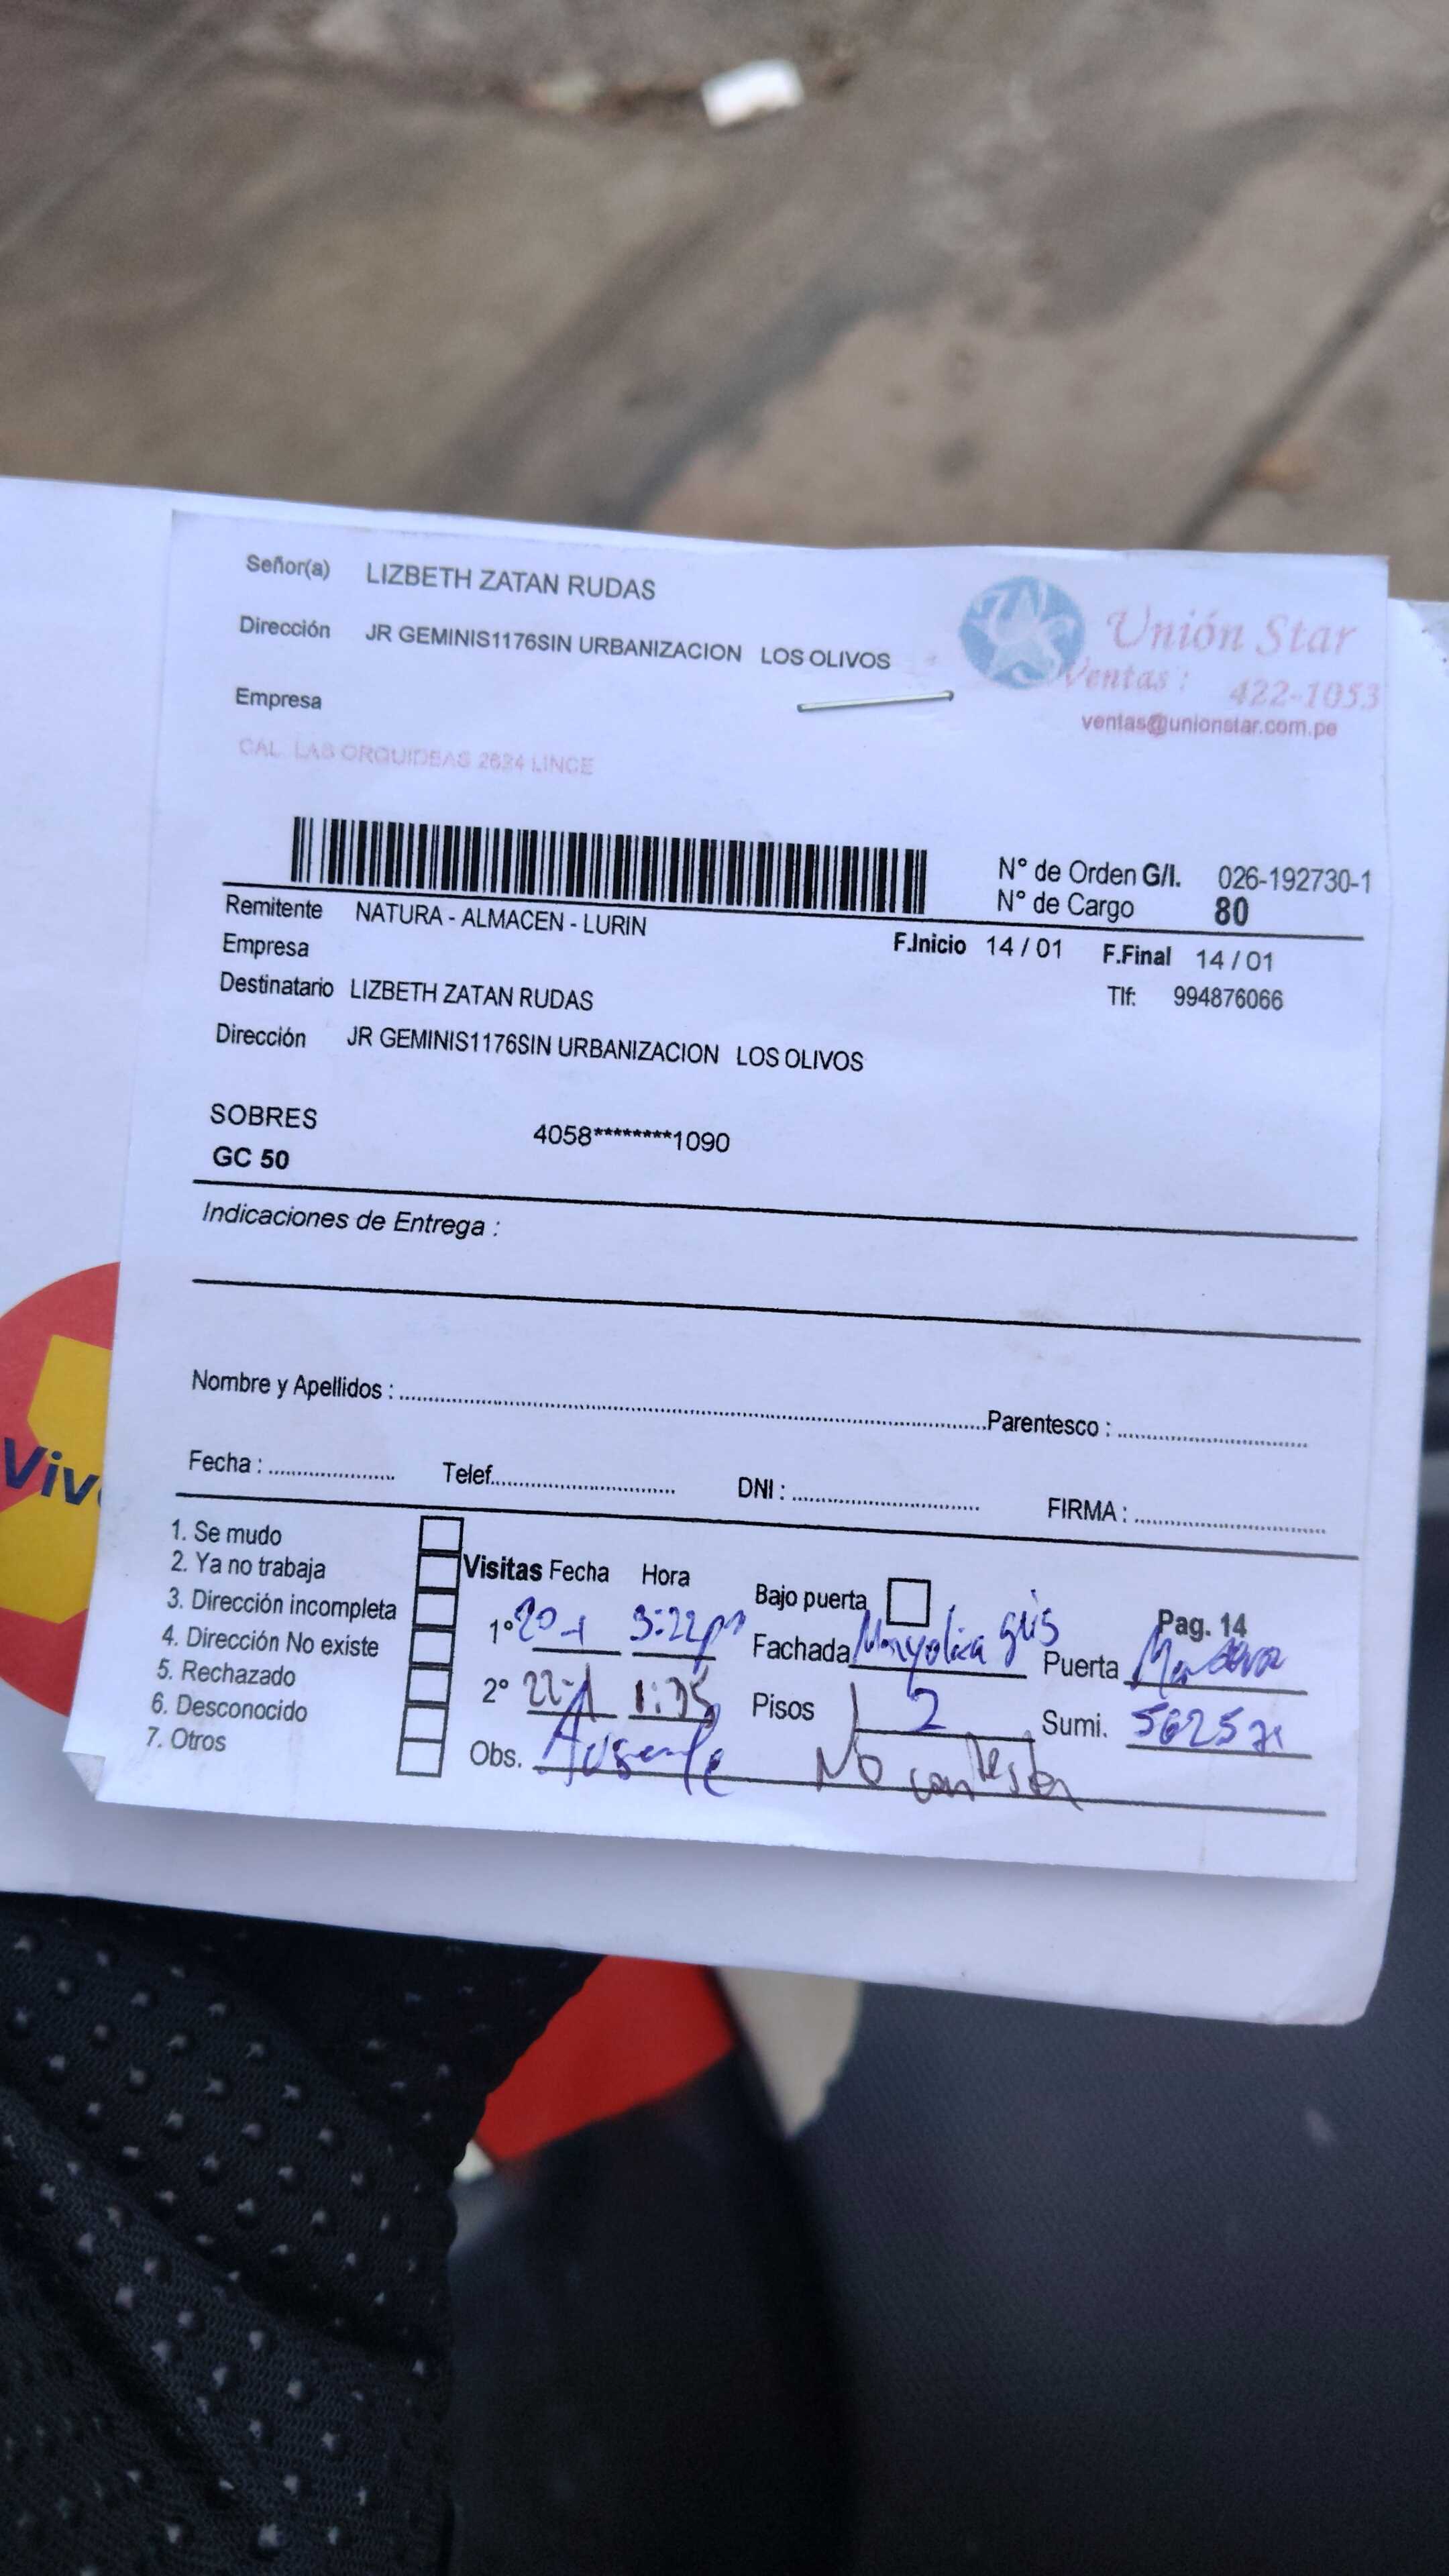 Señor(a) LIZBETH ZATAN RUDAS
Dirección JR GEMINIS1176SIN URBANIZACION LOS OLIVOS
Empresa
Unión Star
Ventas : 422-1053
ventas@unionstar.com.pe
CAL. LAS ORQUIDEAS 2634 LINCE
N° de Orden G/I. 026-192730-1
N° de Cargo 80
Remitente NATURA - ALMACEN - LURIN
F.Inicio 14 / 01 F.Final 14 / 01
Empresa
Destinatario LIZBETH ZATAN RUDAS
Tlf: 994876066
Dirección JR GEMINIS1176SIN URBANIZACION LOS OLIVOS
SOBRES
4058********1090
GC 50
Indicaciones de Entrega :
Nombre y Apellidos : Parentesco :
Fecha : Telef. DNI : FIRMA :
1. Se mudo
2. Ya no trabaja
3. Dirección incompleta
4. Dirección No existe
5. Rechazado
6. Desconocido
7. Otros
Visitas Fecha Hora
1° 20-1 3:22pm
2° 22-1 1:35
Obs. Ausente No contestan
Bajo puerta
Pag. 14
Fachada Mayolica gris Puerta Madera
Pisos 2 Sumi.
Viv